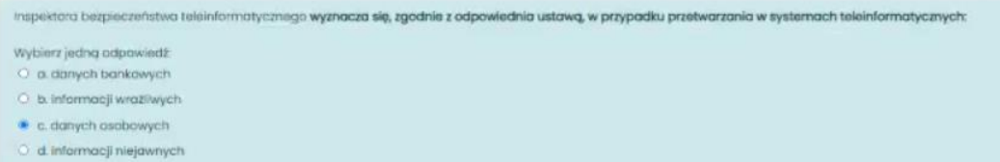 Inspektora bezpieczeństwa teleinformatycznego wyznacza się, zgodnie z odpowiednia ustawą, w przypadku przetwarzania w systemach teleinformatycznych:
Wybierz jedną odpowiedź:
a. danych bankowych
b. informacji wrażliwych
c. danych osobowych
d. informacji niejawnych